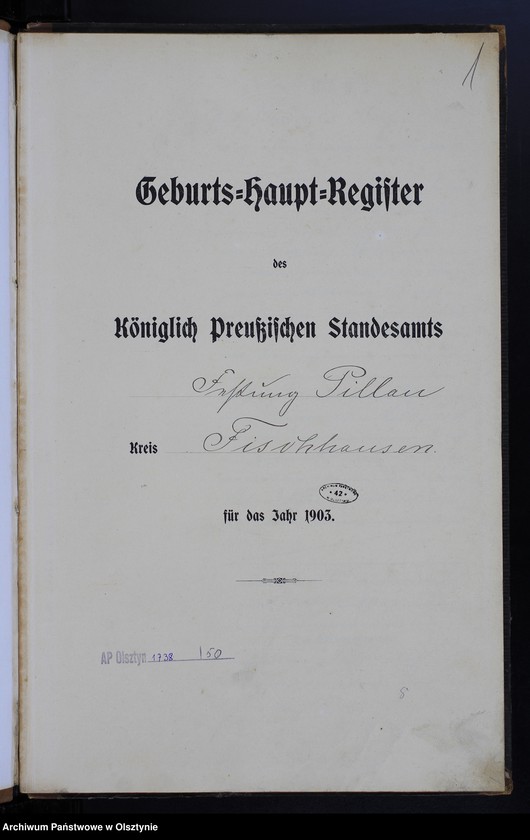 1
Geburts=Haupt=Register
des
Königlich Preußischen Standesamts
Festung Pillau
Kreis Fischhausen.
42
für das Jahr 1903.
AP Olsztyn 1738 150
Archiwum Państwowe w Olsztynie